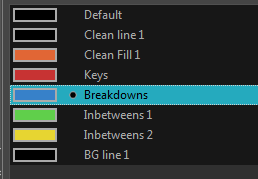 Default
Clean line 1
Clean Fill 1
Keys
Breakdowns
Inbetweens 1
Inbetweens 2
BG line 1